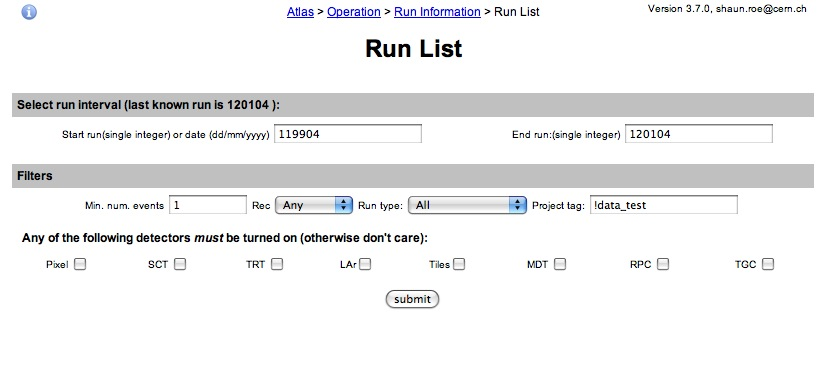 Atlas > Operation > Run Information > Run List
Version 3.7.0, shaun.roe@cern.ch
Run List
Select run interval (last known run is 120104 ):
Start run(single integer) or date (dd/mm/yyyy) 119904 End run:(single integer) 120104
Filters
Min. num. events 1 Rec Any Run type: All Project tag: !data_test
Any of the following detectors must be turned on (otherwise don't care):
Pixel SCT TRT LAr Tiles MDT RPC TGC
submit